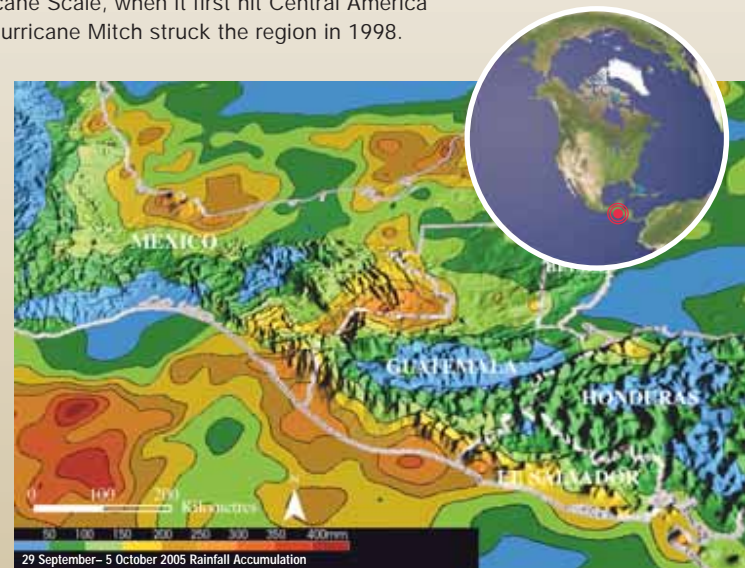 cane Scale, when it first hit Central America
urricane Mitch struck the region in 1998.
MEXICO
GUATEMALA
HONDURAS
EL SALVADOR
0 100 200
Kilometres
N
50 100 150 200 250 300 350 400mm
29 September– 5 October 2005 Rainfall Accumulation